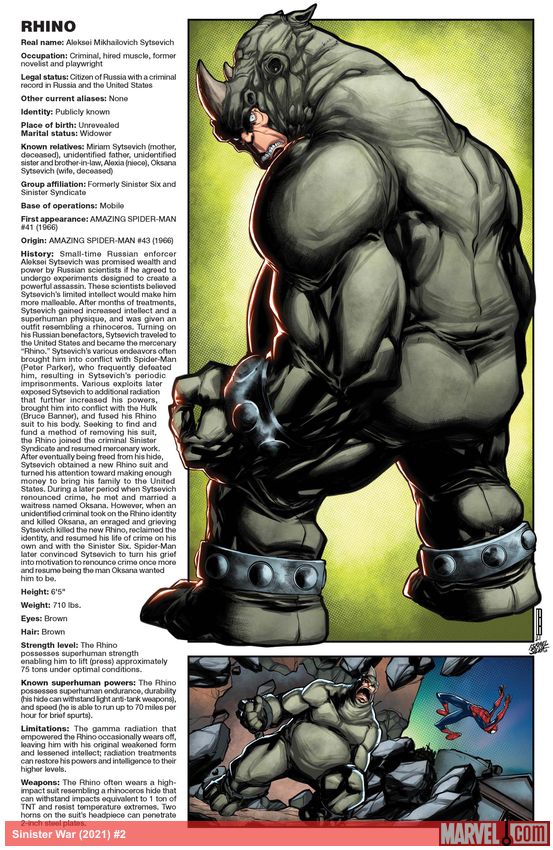 RHINO
Real name: Aleksei Mikhailovich Sytsevich
Occupation: Criminal, hired muscle, former
novelist and playwright
Legal status: Citizen of Russia with a criminal
record in Russia and the United States
Other current aliases: None
Identity: Publicly known
Place of birth: Unrevealed
Marital status: Widower
Known relatives: Miriam Sytsevich (mother,
deceased), unidentified father, unidentified
sister and brother-in-law, Alexia (niece), Oksana
Sytsevich (wife, deceased)
Group affiliation: Formerly Sinister Six and
Sinister Syndicate
Base of operations: Mobile
First appearance: AMAZING SPIDER-MAN
#41 (1966)
Origin: AMAZING SPIDER-MAN #43 (1966)
History: Small-time Russian enforcer
Aleksei Sytsevich was promised wealth and
power by Russian scientists if he agreed to
undergo experiments designed to create a
powerful assassin. These scientists believed
Sytsevich's limited intellect would make him
more malleable. After months of treatments,
Sytsevich gained increased intellect and a
superhuman physique, and was given an
outfit resembling a rhinoceros. Turning on
his Russian benefactors, Sytsevich traveled to
the United States and became the mercenary
"Rhino." Sytsevich's various endeavors often
brought him into conflict with Spider-Man
(Peter Parker), who frequently defeated
him, resulting in Sytsevich's periodic
imprisonments. Various exploits later
exposed Sytsevich to additional radiation
that further increased his powers,
brought him into conflict with the Hulk
(Bruce Banner), and fused his Rhino
suit to his body. Seeking to find and
fund a method of removing his suit,
the Rhino joined the criminal Sinister
Syndicate and resumed mercenary work.
After eventually being freed from his hide,
Sytsevich obtained a new Rhino suit and
turned his attention toward making enough
money to bring his family to the United
States. During a later period when Sytsevich
renounced crime, he met and married a
waitress named Oksana. However, when an
unidentified criminal took on the Rhino identity
and killed Oksana, an enraged and grieving
Sytsevich killed the new Rhino, reclaimed the
identity, and resumed his life of crime on his
own and with the Sinister Six. Spider-Man
later convinced Sytsevich to turn his grief
into motivation to renounce crime once more
and resume being the man Oksana wanted
him to be.
Height: 6'5"
Weight: 710 lbs.
Eyes: Brown
Hair: Brown
Strength level: The Rhino
possesses superhuman strength
enabling him to lift (press) approximately
75 tons under optimal conditions.
Known superhuman powers: The Rhino
possesses superhuman endurance, durability
(his hide can withstand light anti-tank weapons),
and speed (he is able to run up to 70 miles per
hour for brief spurts).
Limitations: The gamma radiation that
empowered the Rhino occasionally wears off,
leaving him with his original weakened form
and lessened intellect; radiation treatments
can restore his powers and intelligence to their
higher levels.
Weapons: The Rhino often wears a high-
impact suit resembling a rhinoceros hide that
can withstand impacts equivalent to 1 ton of
TNT and resist temperature extremes. Two
horns on the suit's headpiece can penetrate
2-inch steel plates.
Sinister War (2021) #2
MARVEL.com